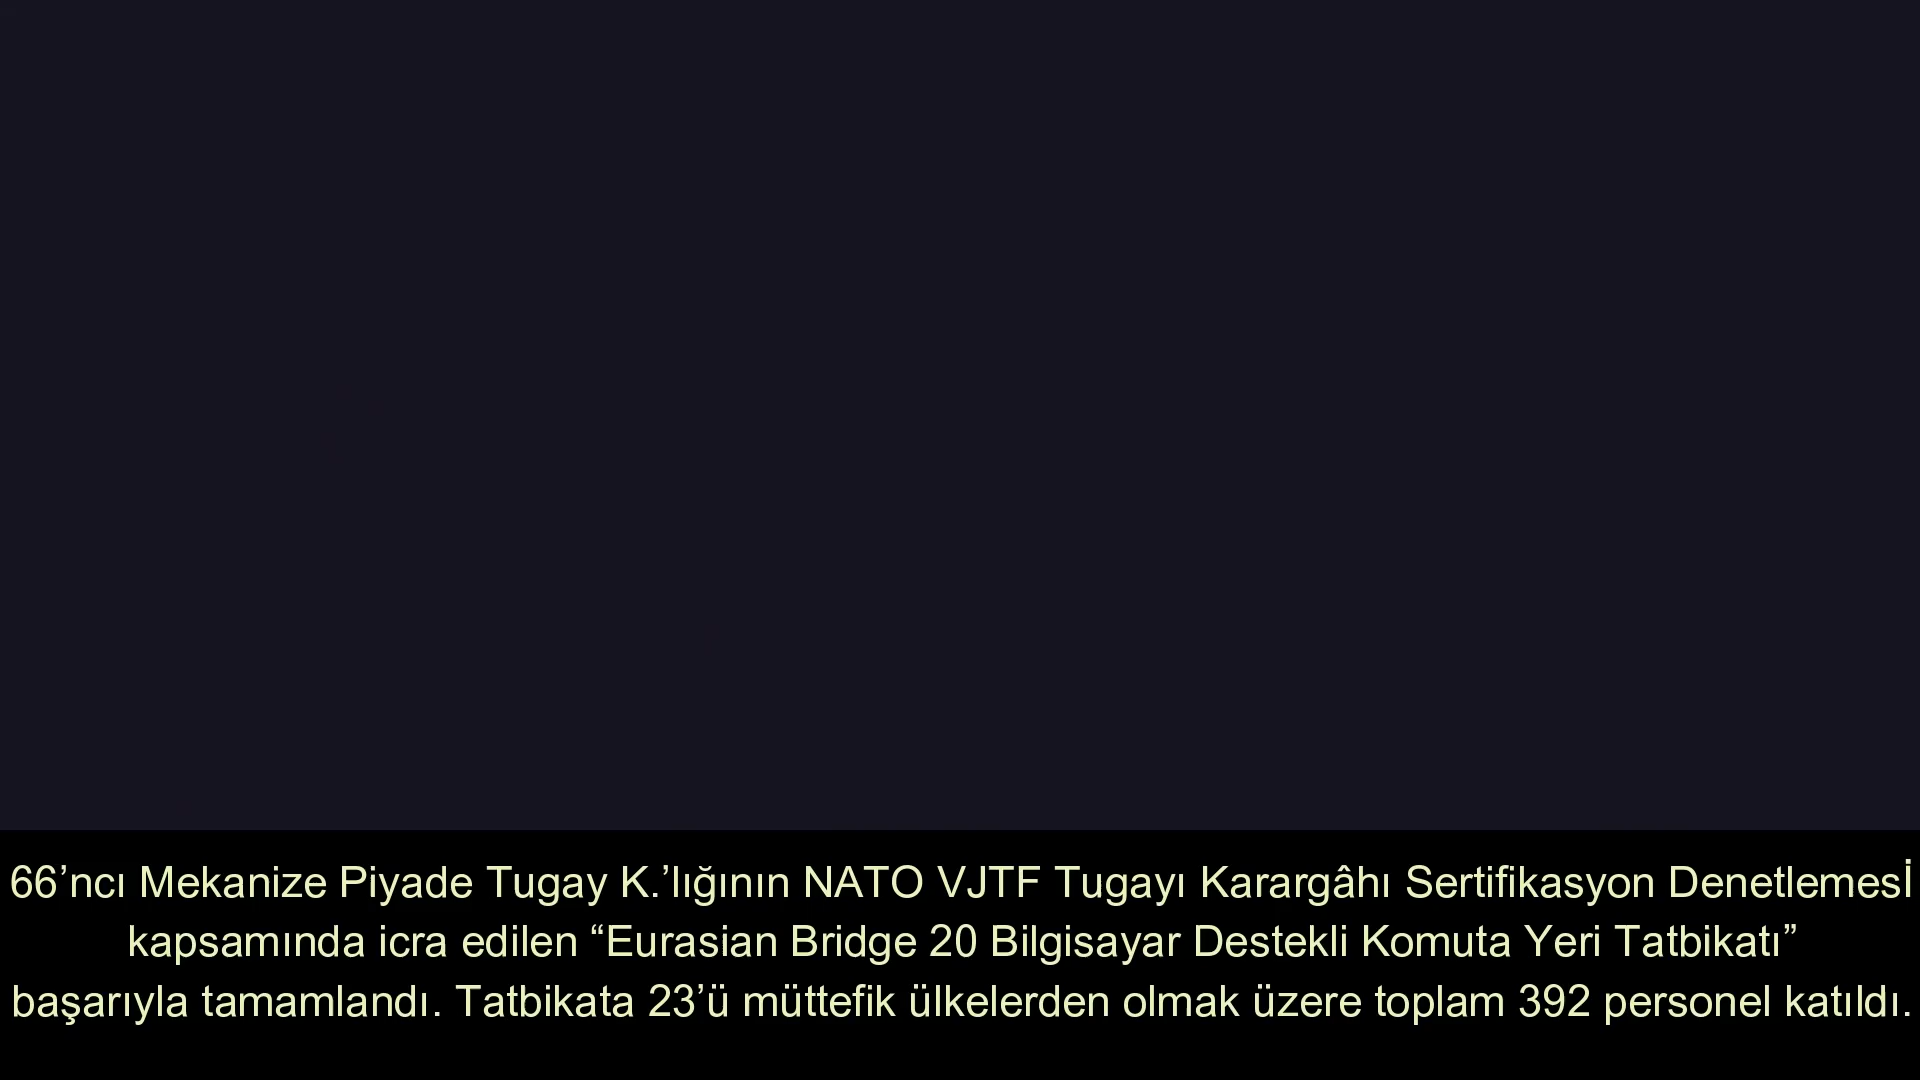 66’ncı Mekanize Piyade Tugay K.’lığının NATO VJTF Tugayı Karargâhı Sertifikasyon Denetlemesİ
kapsamında icra edilen “Eurasian Bridge 20 Bilgisayar Destekli Komuta Yeri Tatbikatı”
başarıyla tamamlandı. Tatbikata 23’ü müttefik ülkelerden olmak üzere toplam 392 personel katıldı.